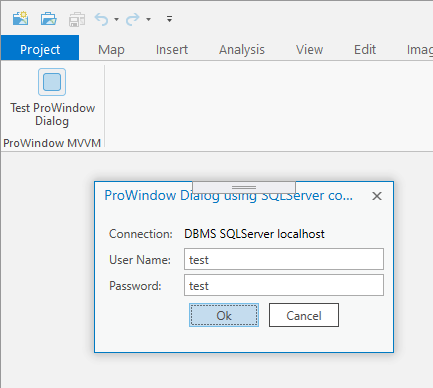 Project Map Insert Analysis View Edit Imag
Test ProWindow
Dialog
ProWindow MVVM
ProWindow Dialog using SQLServer co...
Connection: DBMS SQLServer localhost
User Name: test
Password: test
Ok Cancel